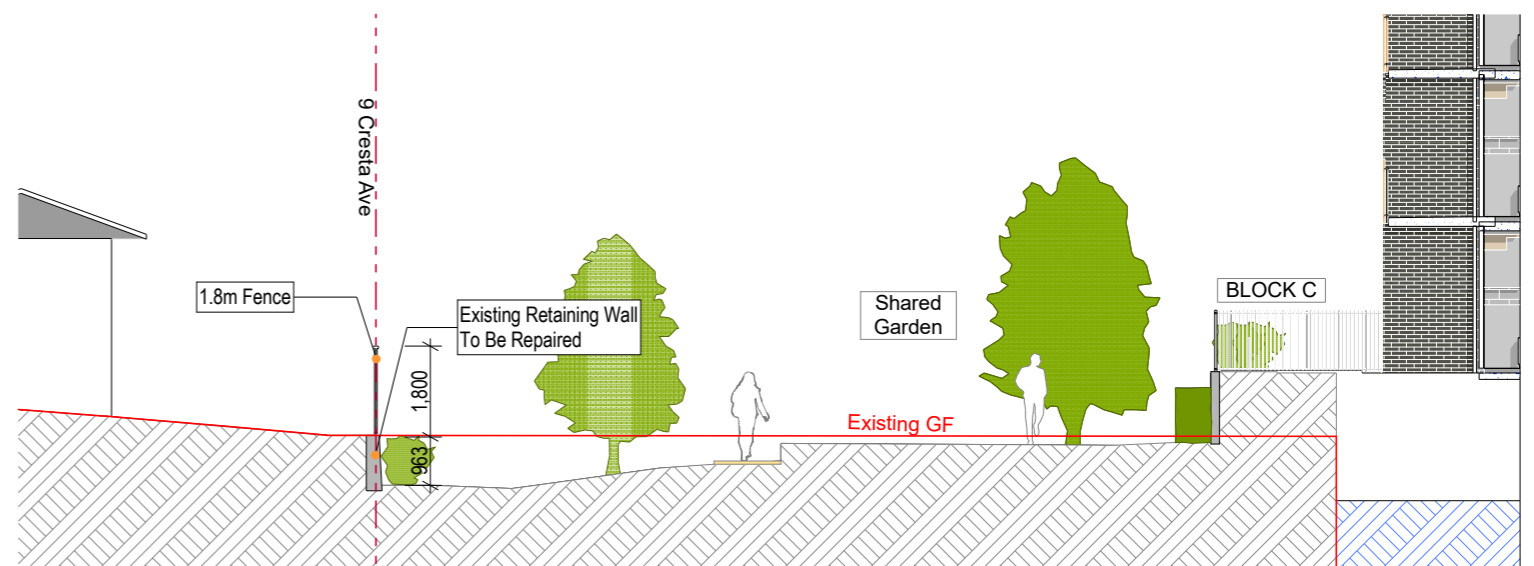 9 Cresta Ave
1.8m Fence
Existing Retaining Wall
To Be Repaired
1,800
963
Shared
Garden
BLOCK C
Existing GF